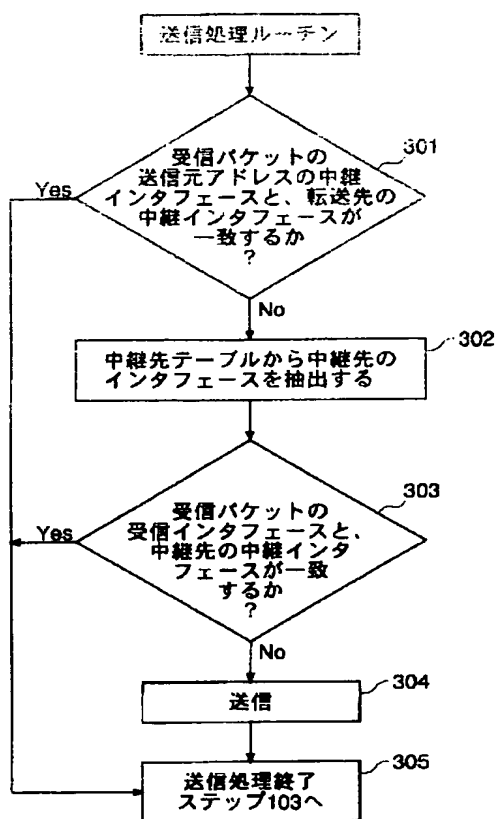 送信処理ルーチン
301
受信パケットの
送信元アドレスの中継
インタフェースと、転送先の
中継インタフェースが
一致するか
?
Yes
No
302
中継先テーブルから中継先の
インタフェースを抽出する
303
受信パケットの
受信インタフェースと、
中継先の中継インタ
フェースが一致
するか
?
Yes
No
304
送信
305
送信処理終了
ステップ103へ